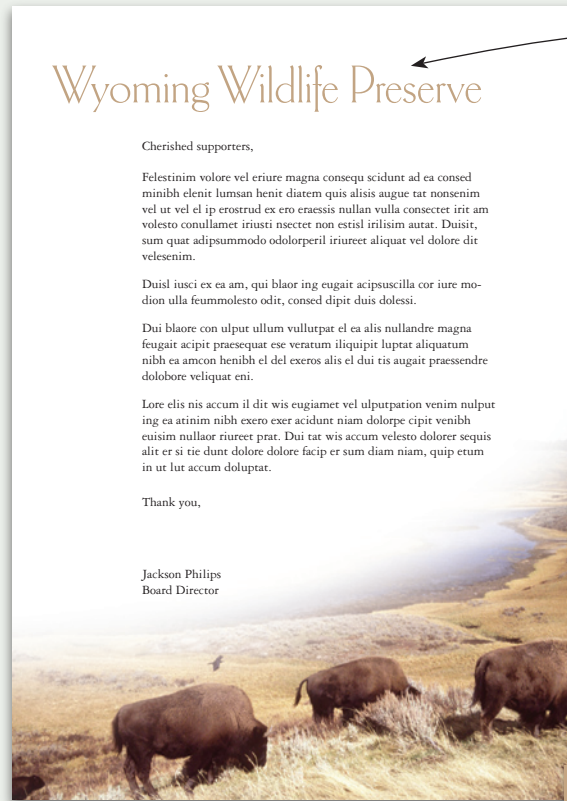 Wyoming Wildlife Preserve
Cherished supporters,
Felestinim volore vel eriure magna consequ scidunt ad ea consed
minibh elenit lumsan henit diatem quis alisis augue tat nonsenim
vel ut vel el ip erostrud ex ero eraessis nullan vulla consectet irit am
volesto conullamet iriusti nsectet non estisl irilisim autat. Duisit,
sum quat adipsummodo odolorperil iriureet aliquat vel dolore dit
velesenim.
Duisl iusci ex ea am, qui blaor ing eugait acipsuscilla cor iure mo-
dion ulla feummolesto odit, consed dipit duis dolessi.
Dui blaore con ulput ullum vullutpat el ea alis nullandre magna
feugait acipit praesequat ese veratum iliquipit luptat aliquatum
nibh ea amcon henibh el del exeros alis el dui tis augait praessendre
dolobore veliquat eni.
Lore elis nis accum il dit wis eugiamet vel ulputpation venim nulput
ing ea atinim nibh exero exer acidunt niam dolorpe cipit venibh
euisim nullaor riureet prat. Dui tat wis accum velesto dolorer sequis
alit er si tie dunt dolore dolore facip er sum diam niam, quip etum
in ut lut accum doluptat.
Thank you,
Jackson Philips
Board Director